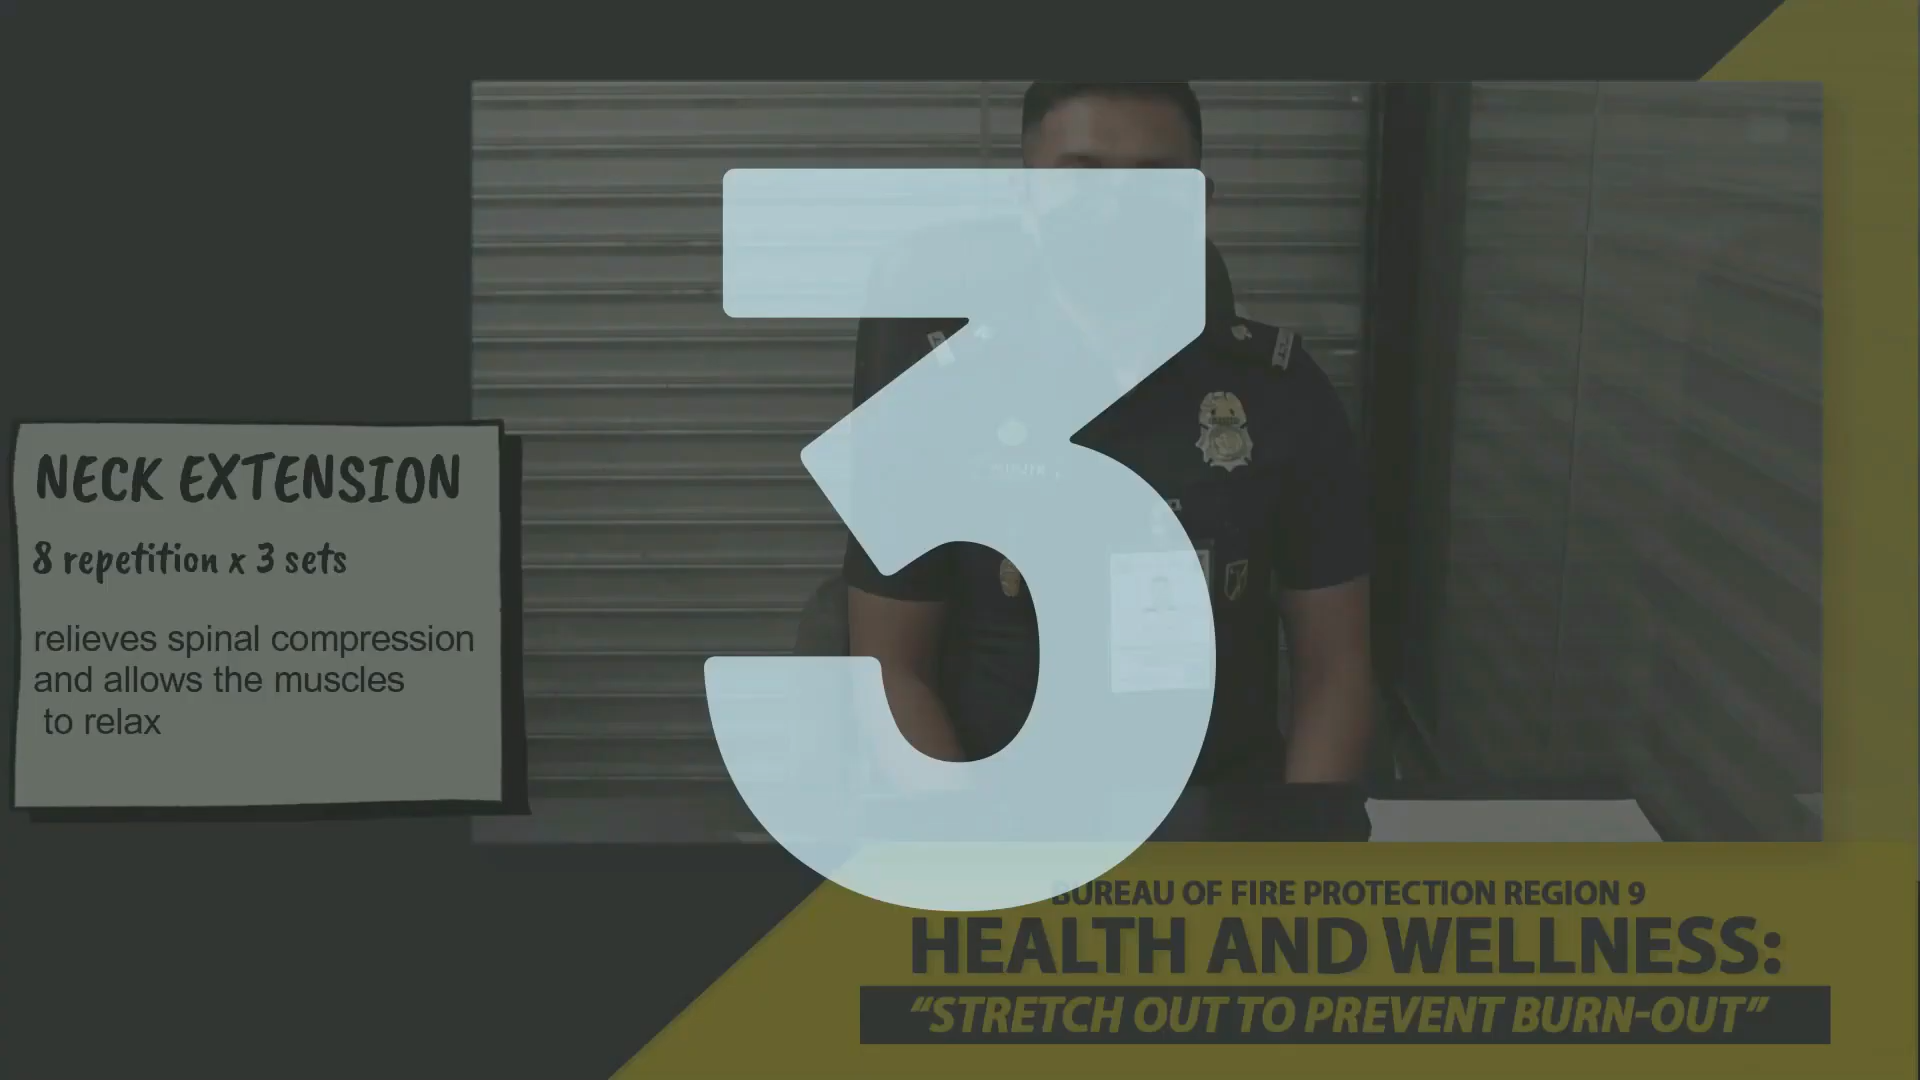 3
NECK EXTENSION
8 repetition x 3 sets
relieves spinal compression
and allows the muscles
to relax
BUREAU OF FIRE PROTECTION REGION 9
HEALTH AND WELLNESS:
“STRETCH OUT TO PREVENT BURN-OUT”